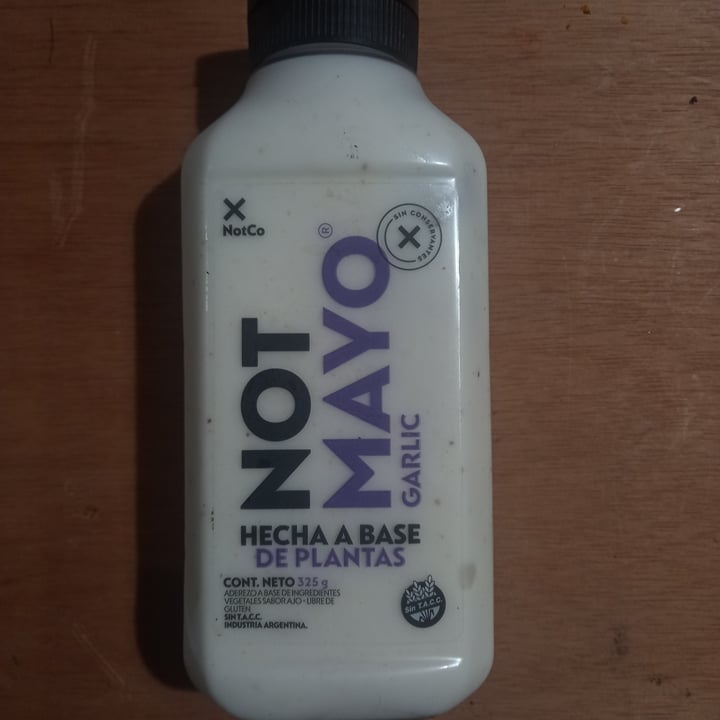 NotCo
SIN CONSERVANTES
NOT
MAYO®
GARLIC
HECHA A BASE
DE PLANTAS
CONT. NETO 325 g
ADEREZO A BASE DE INGREDIENTES
VEGETALES SABOR AJO - LIBRE DE
GLUTEN
SIN T.A.C.C.
INDUSTRIA ARGENTINA.
Sin T.A.C.C.